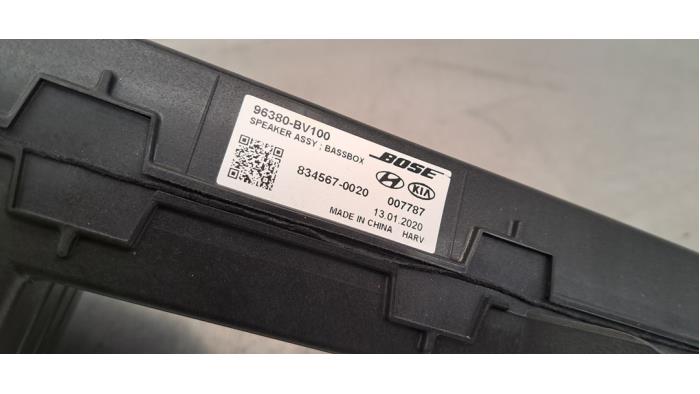 96380-BV100
SPEAKER ASSY ; BASSBOX
BOSE
834567-0020
KIA
007787
13.01.2020
MADE IN CHINA HARV